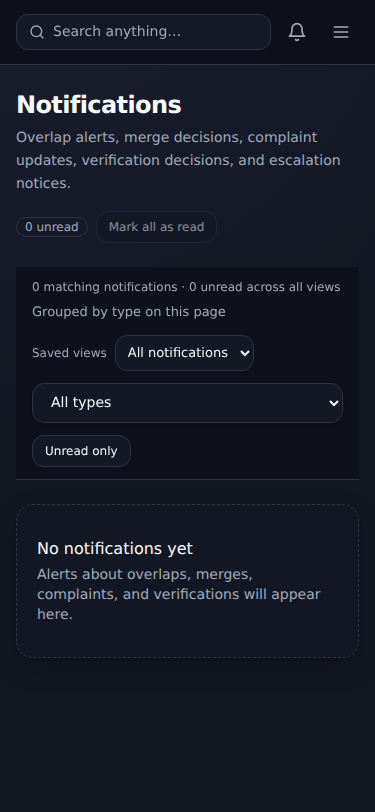 Search anything...
Notifications
Overlap alerts, merge decisions, complaint
updates, verification decisions, and escalation
notices.
0 unread
Mark all as read
0 matching notifications · 0 unread across all views
Grouped by type on this page
Saved views
All notifications
All types
Unread only
No notifications yet
Alerts about overlaps, merges,
complaints, and verifications will appear
here.